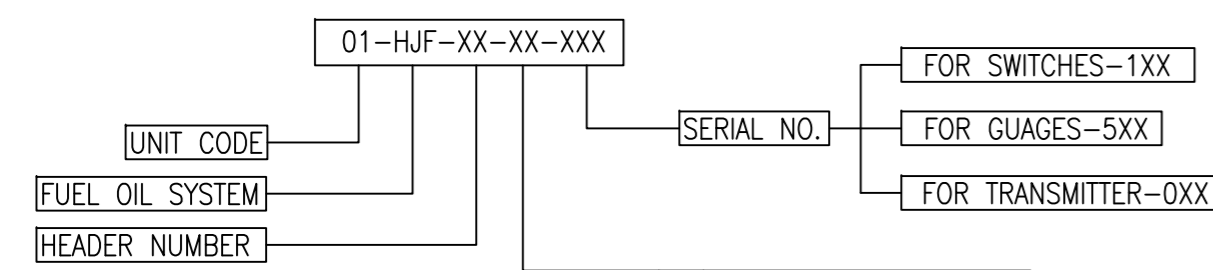 01-HJF-XX-XX-XXX
FOR SWITCHES-1XX
UNIT CODE
SERIAL NO.
FOR GUAGES-5XX
FUEL OIL SYSTEM
FOR TRANSMITTER-0XX
HEADER NUMBER